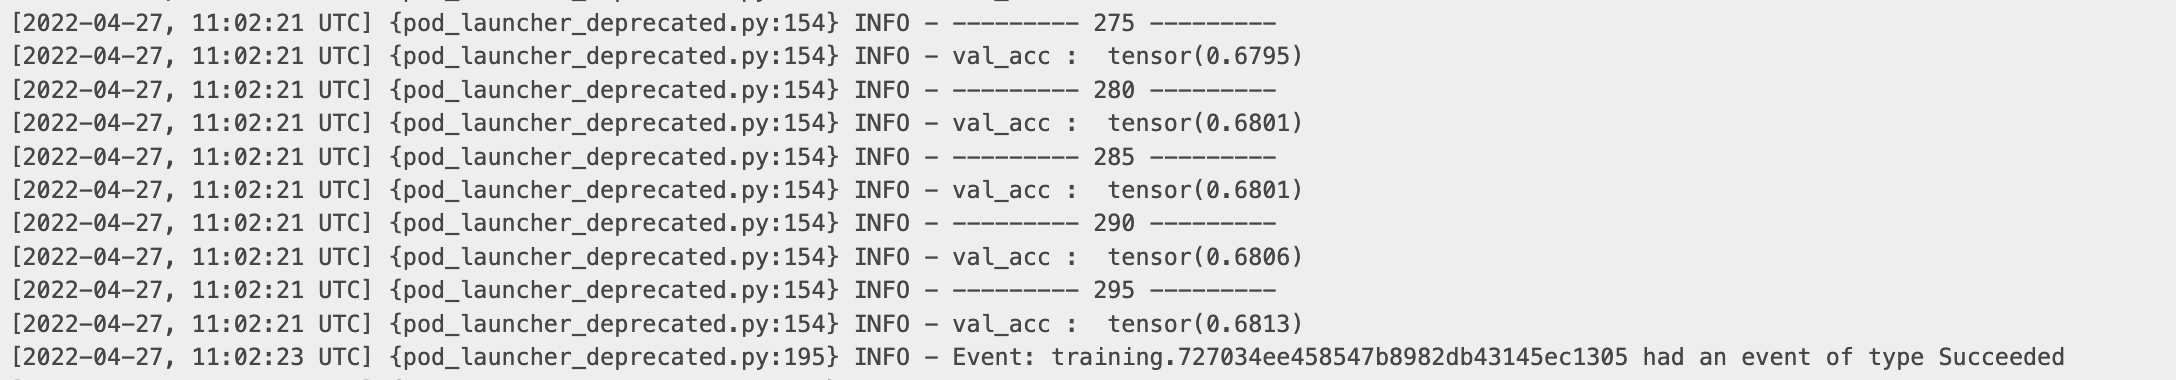 [2022-04-27, 11:02:21 UTC] {pod_launcher_deprecated.py:154} INFO - --------- 275 ---------
[2022-04-27, 11:02:21 UTC] {pod_launcher_deprecated.py:154} INFO - val_acc :  tensor(0.6795)
[2022-04-27, 11:02:21 UTC] {pod_launcher_deprecated.py:154} INFO - --------- 280 ---------
[2022-04-27, 11:02:21 UTC] {pod_launcher_deprecated.py:154} INFO - val_acc :  tensor(0.6801)
[2022-04-27, 11:02:21 UTC] {pod_launcher_deprecated.py:154} INFO - --------- 285 ---------
[2022-04-27, 11:02:21 UTC] {pod_launcher_deprecated.py:154} INFO - val_acc :  tensor(0.6801)
[2022-04-27, 11:02:21 UTC] {pod_launcher_deprecated.py:154} INFO - --------- 290 ---------
[2022-04-27, 11:02:21 UTC] {pod_launcher_deprecated.py:154} INFO - val_acc :  tensor(0.6806)
[2022-04-27, 11:02:21 UTC] {pod_launcher_deprecated.py:154} INFO - --------- 295 ---------
[2022-04-27, 11:02:21 UTC] {pod_launcher_deprecated.py:154} INFO - val_acc :  tensor(0.6813)
[2022-04-27, 11:02:23 UTC] {pod_launcher_deprecated.py:195} INFO - Event: training.727034ee458547b8982db43145ec1305 had an event of type Succeeded